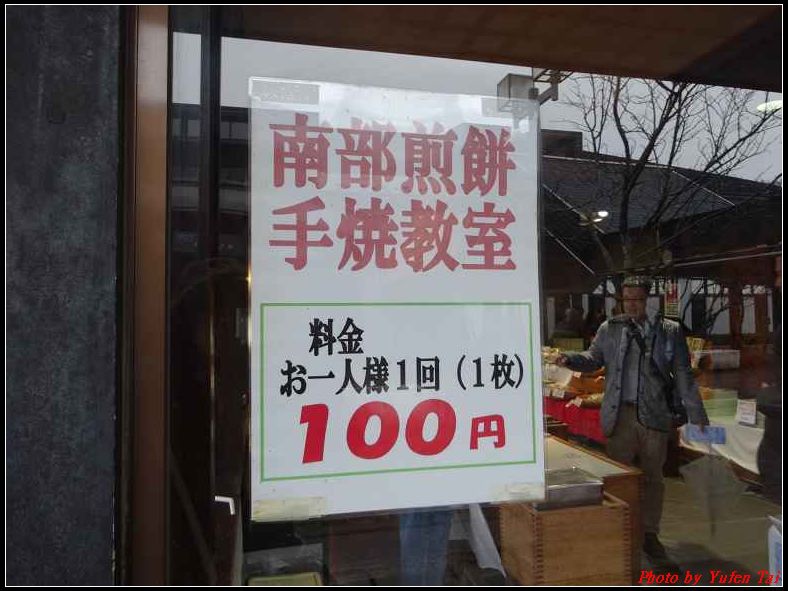 南部煎餅
手焼教室
料金
お一人様1回（1枚）
100円
Photo by Yufen Tai